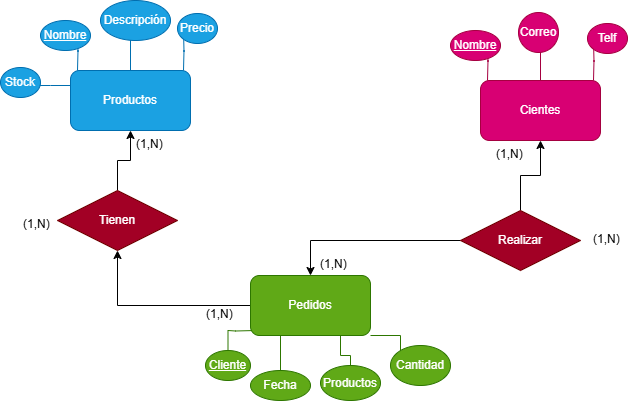 Descripción
Nombre
Precio
Stock
Productos
(1,N)
Nombre
Correo
Telf
Cientes
(1,N)
(1,N)
Tienen
Realizar
(1,N)
(1,N)
(1,N)
Pedidos
Cliente
Fecha
Productos
Cantidad